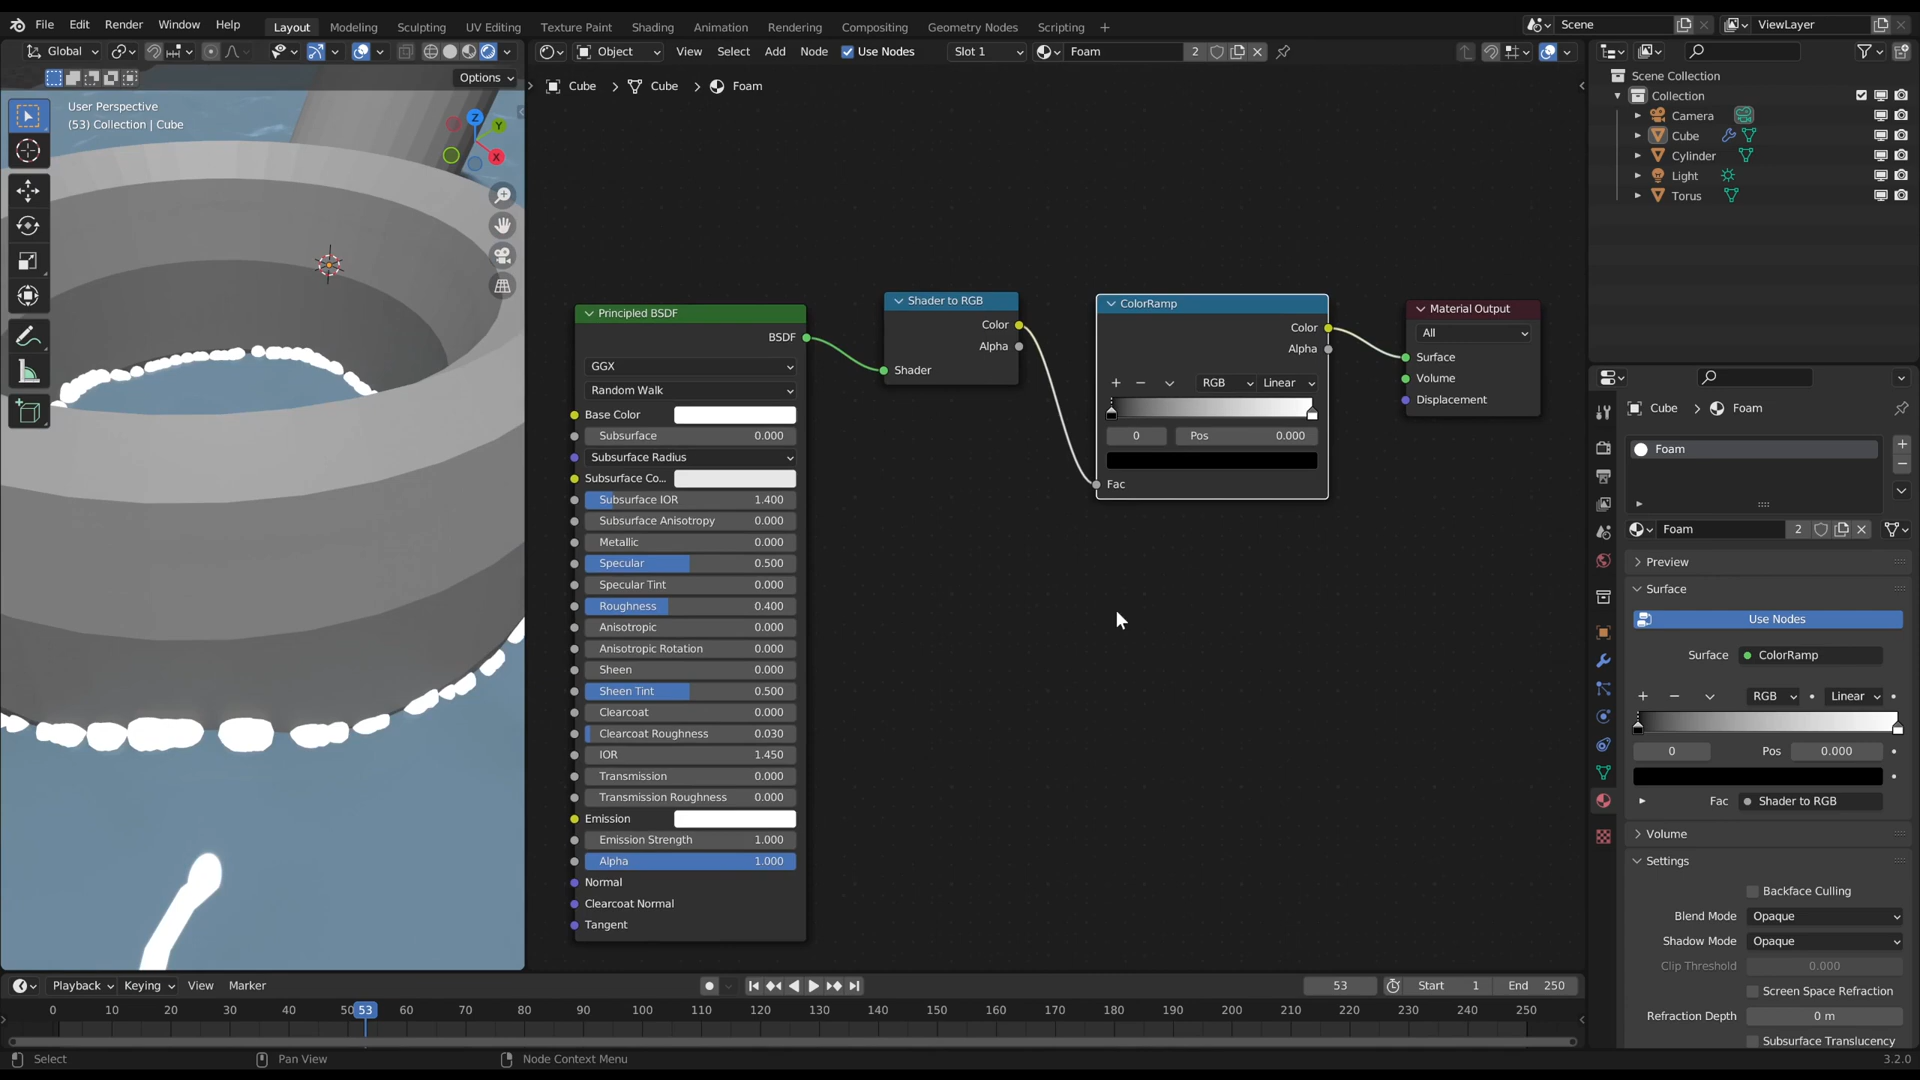 File Edit Render Window Help Layout Modeling Sculpting UV Editing Texture Paint Shading Animation Rendering Compositing Geometry Nodes Scripting + Scene ViewLayer
Global Object View Select Add Node Use Nodes Slot 1 Foam 2
Options
Cube > Cube > Foam
User Perspective
(53) Collection | Cube
Z
Y
X
Scene Collection
Collection
Camera
Cube
Cylinder
Light
Torus
Principled BSDF
BSDF
GGX
Random Walk
Base Color
Subsurface 0.000
Subsurface Radius
Subsurface Co...
Subsurface IOR 1.400
Subsurface Anisotropy 0.000
Metallic 0.000
Specular 0.500
Specular Tint 0.000
Roughness 0.400
Anisotropic 0.000
Anisotropic Rotation 0.000
Sheen 0.000
Sheen Tint 0.500
Clearcoat 0.000
Clearcoat Roughness 0.030
IOR 1.450
Transmission 0.000
Transmission Roughness 0.000
Emission
Emission Strength 1.000
Alpha 1.000
Normal
Clearcoat Normal
Tangent
Shader to RGB
Color
Alpha
Shader
ColorRamp
Color
Alpha
+ − RGB Linear
0 Pos 0.000
Fac
Material Output
All
Surface
Volume
Displacement
Cube > Foam
Foam
Foam 2
Preview
Surface
Use Nodes
Surface ColorRamp
+ − RGB Linear
0 Pos 0.000
Fac Shader to RGB
Volume
Settings
Backface Culling
Blend Mode Opaque
Shadow Mode Opaque
Clip Threshold 0.000
Screen Space Refraction
Refraction Depth 0 m
Subsurface Translucency
Playback Keying View Marker 53 Start 1 End 250
0 10 20 30 40 50 53 60 70 80 90 100 110 120 130 140 150 160 170 180 190 200 210 220 230 240 250
Select Pan View Node Context Menu 3.2.0